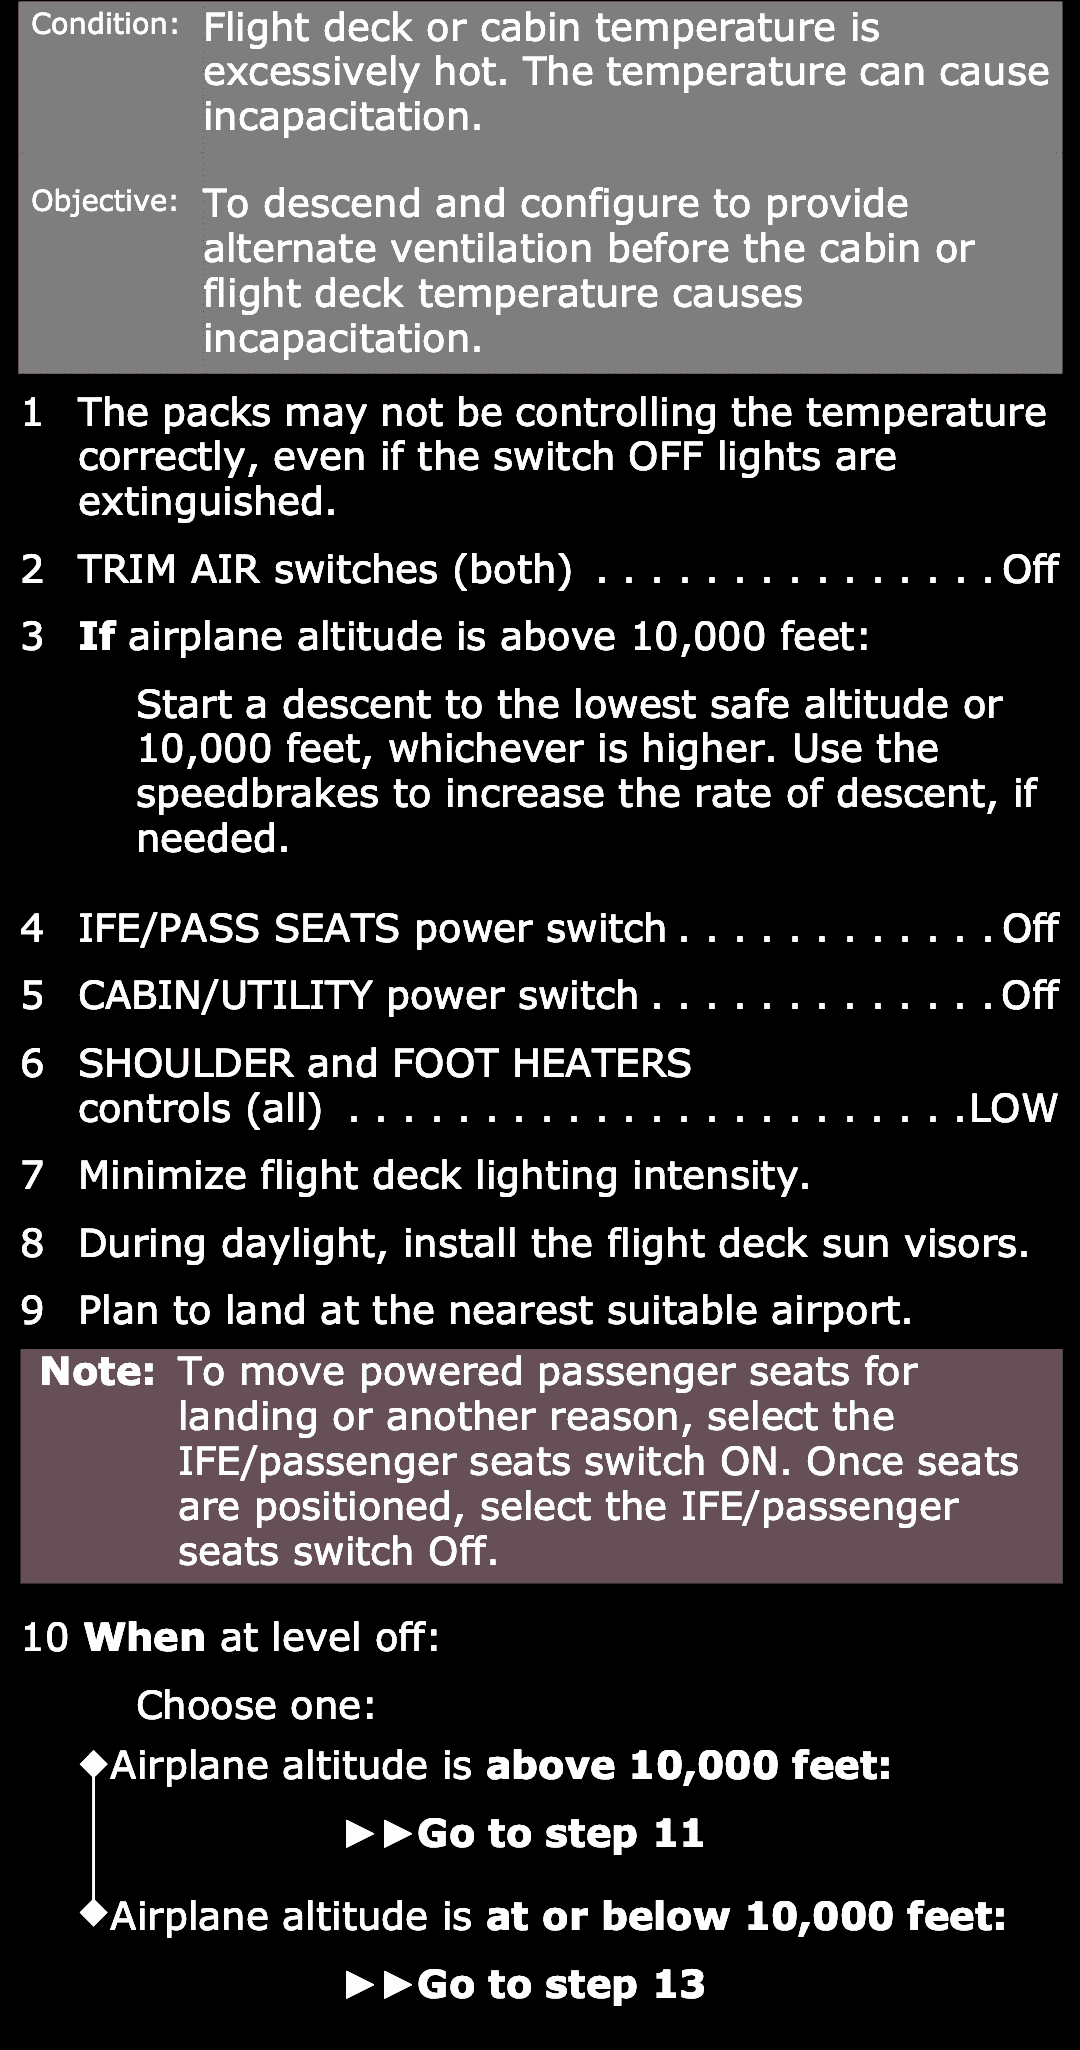 Condition: Flight deck or cabin temperature is
excessively hot. The temperature can cause
incapacitation.
Objective: To descend and configure to provide
alternate ventilation before the cabin or
flight deck temperature causes
incapacitation.
1 The packs may not be controlling the temperature
correctly, even if the switch OFF lights are
extinguished.
2 TRIM AIR switches (both) . . . . . . . . . . . . . . . Off
3 If airplane altitude is above 10,000 feet:
Start a descent to the lowest safe altitude or
10,000 feet, whichever is higher. Use the
speedbrakes to increase the rate of descent, if
needed.
4 IFE/PASS SEATS power switch . . . . . . . . . . . . Off
5 CABIN/UTILITY power switch . . . . . . . . . . . . . Off
6 SHOULDER and FOOT HEATERS
controls (all) . . . . . . . . . . . . . . . . . . . . . . . LOW
7 Minimize flight deck lighting intensity.
8 During daylight, install the flight deck sun visors.
9 Plan to land at the nearest suitable airport.
Note: To move powered passenger seats for
landing or another reason, select the
IFE/passenger seats switch ON. Once seats
are positioned, select the IFE/passenger
seats switch Off.
10 When at level off:
Choose one:
◆Airplane altitude is above 10,000 feet:
▶▶Go to step 11
◆Airplane altitude is at or below 10,000 feet:
▶▶Go to step 13